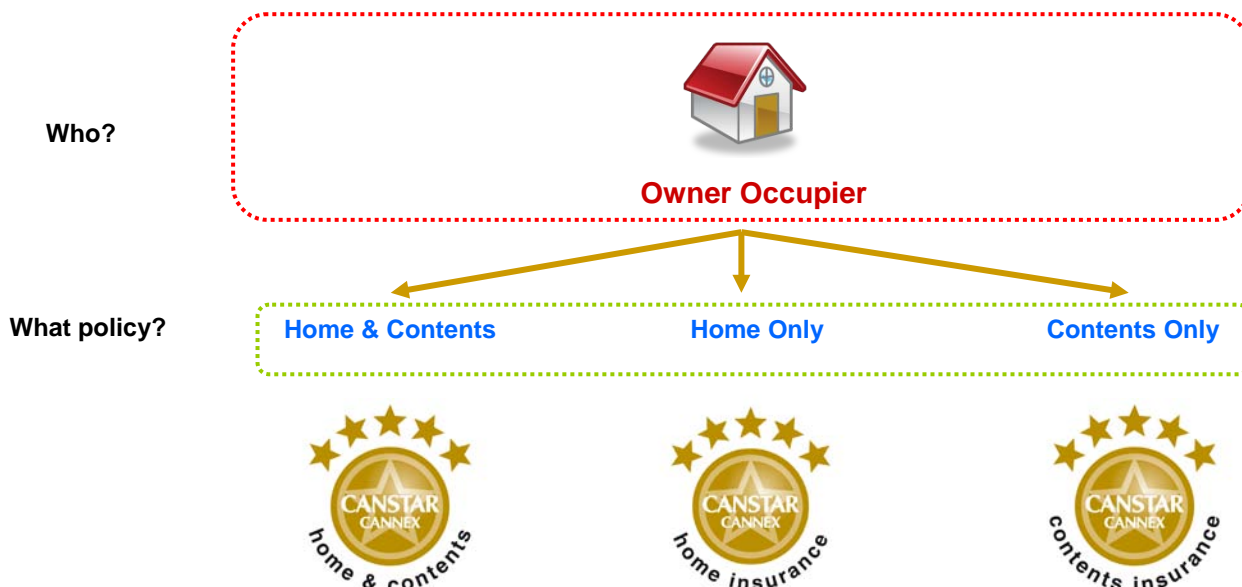 Who?
Owner Occupier
What policy?
Home & Contents
Home Only
Contents Only
CANSTAR
CANNEX
home & contents
CANSTAR
CANNEX
home insurance
CANSTAR
CANNEX
contents insurance